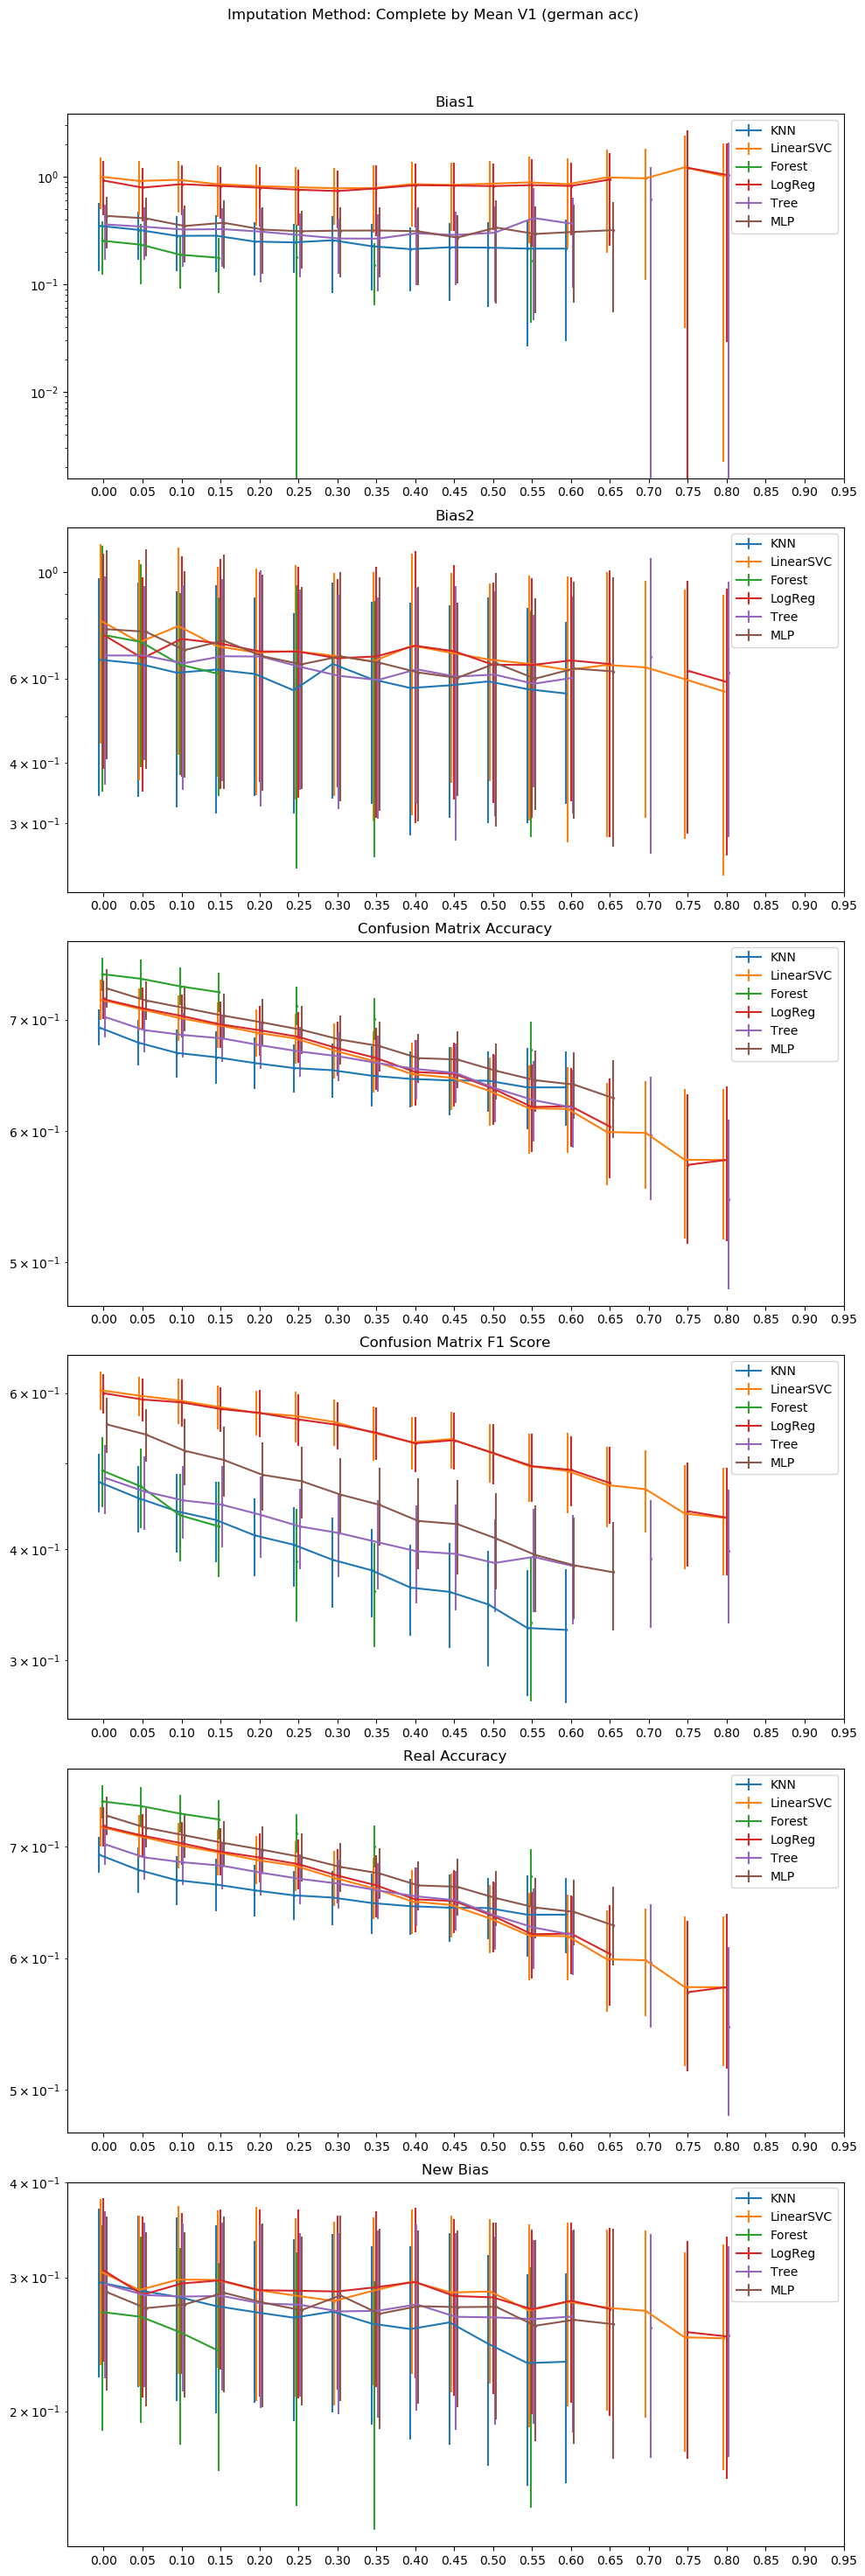 Imputation Method: Complete by Mean V1 (german acc)
Bias1
KNN
LinearSVC
Forest
LogReg
Tree
MLP
10^0
10^-1
10^-2
0.00 0.05 0.10 0.15 0.20 0.25 0.30 0.35 0.40 0.45 0.50 0.55 0.60 0.65 0.70 0.75 0.80 0.85 0.90 0.95
Bias2
KNN
LinearSVC
Forest
LogReg
Tree
MLP
10^0
6 × 10^-1
4 × 10^-1
3 × 10^-1
0.00 0.05 0.10 0.15 0.20 0.25 0.30 0.35 0.40 0.45 0.50 0.55 0.60 0.65 0.70 0.75 0.80 0.85 0.90 0.95
Confusion Matrix Accuracy
KNN
LinearSVC
Forest
LogReg
Tree
MLP
7 × 10^-1
6 × 10^-1
5 × 10^-1
0.00 0.05 0.10 0.15 0.20 0.25 0.30 0.35 0.40 0.45 0.50 0.55 0.60 0.65 0.70 0.75 0.80 0.85 0.90 0.95
Confusion Matrix F1 Score
KNN
LinearSVC
Forest
LogReg
Tree
MLP
6 × 10^-1
4 × 10^-1
3 × 10^-1
0.00 0.05 0.10 0.15 0.20 0.25 0.30 0.35 0.40 0.45 0.50 0.55 0.60 0.65 0.70 0.75 0.80 0.85 0.90 0.95
Real Accuracy
KNN
LinearSVC
Forest
LogReg
Tree
MLP
7 × 10^-1
6 × 10^-1
5 × 10^-1
0.00 0.05 0.10 0.15 0.20 0.25 0.30 0.35 0.40 0.45 0.50 0.55 0.60 0.65 0.70 0.75 0.80 0.85 0.90 0.95
New Bias
4 × 10^-1
KNN
LinearSVC
Forest
LogReg
Tree
MLP
3 × 10^-1
2 × 10^-1
0.00 0.05 0.10 0.15 0.20 0.25 0.30 0.35 0.40 0.45 0.50 0.55 0.60 0.65 0.70 0.75 0.80 0.85 0.90 0.95